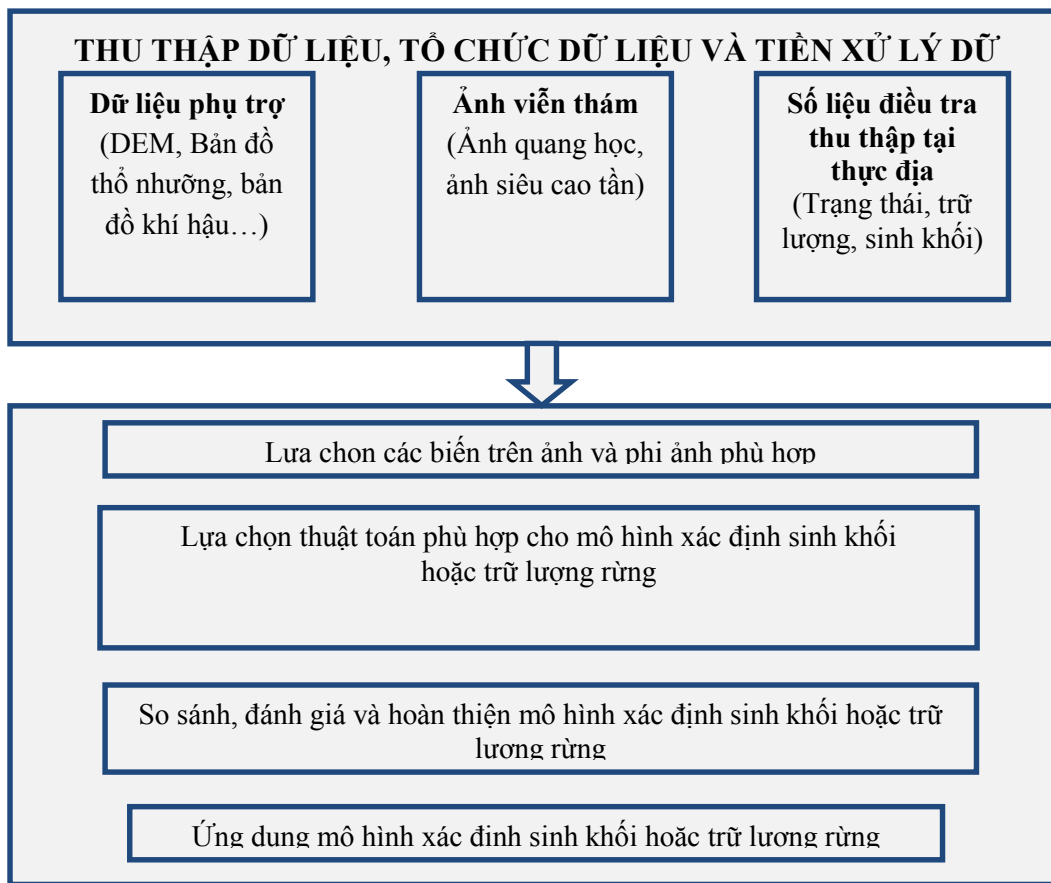 THU THẬP DỮ LIỆU, TỔ CHỨC DỮ LIỆU VÀ TIỀN XỬ LÝ DỮ
Dữ liệu phụ trợ
(DEM, Bản đồ
thổ nhưỡng, bản
đồ khí hậu…)
Ảnh viễn thám
(Ảnh quang học,
ảnh siêu cao tần)
Số liệu điều tra
thu thập tại
thực địa
(Trạng thái, trữ
lượng, sinh khối)
Lựa chọn các biến trên ảnh và phi ảnh phù hợp
Lựa chọn thuật toán phù hợp cho mô hình xác định sinh khối
hoặc trữ lượng rừng
So sánh, đánh giá và hoàn thiện mô hình xác định sinh khối hoặc trữ
lượng rừng
Ứng dụng mô hình xác định sinh khối hoặc trữ lượng rừng